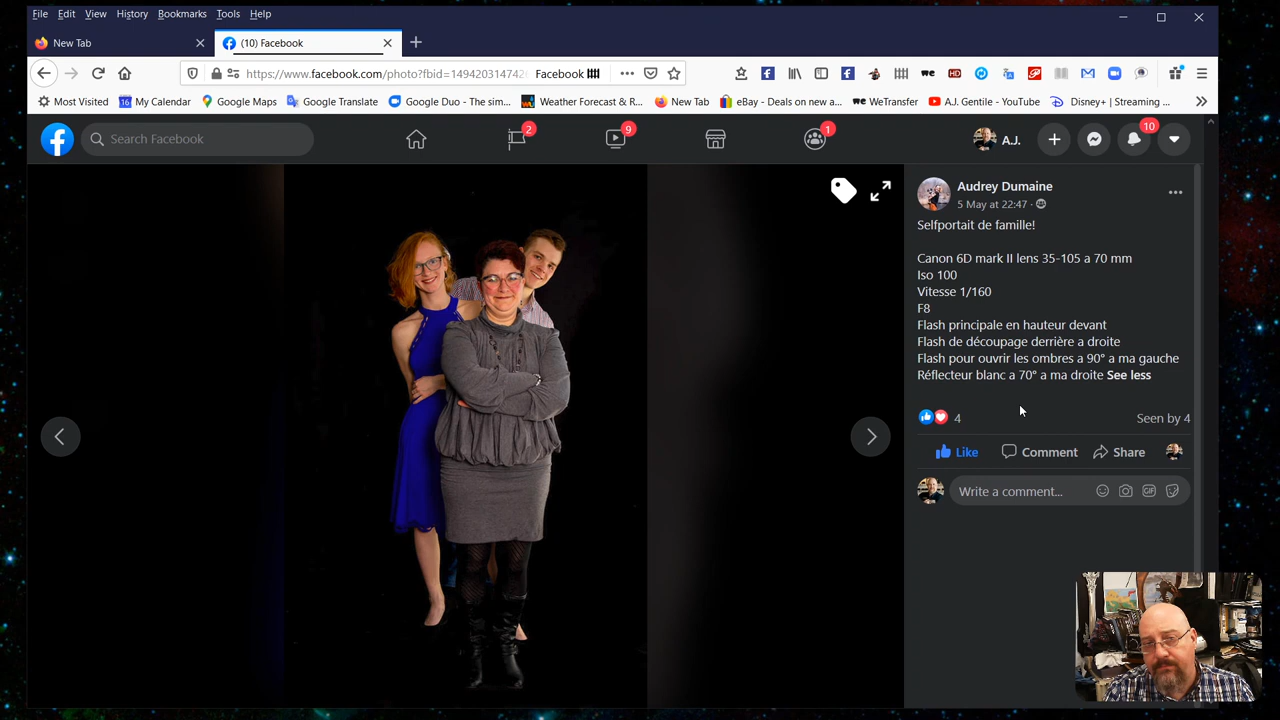 File Edit View History Bookmarks Tools Help
New Tab
(10) Facebook
https://www.facebook.com/photo?fbid=1494203147426 Facebook
Most Visited
16 My Calendar
Google Maps
Google Translate
Google Duo - The sim...
Weather Forecast & R...
New Tab
eBay - Deals on new a...
we WeTransfer
A.J. Gentile - YouTube
Disney+ | Streaming ...
Search Facebook
2
9
1
A.J.
10
Audrey Dumaine
5 May at 22:47 ·
Selfportait de famille!
Canon 6D mark II lens 35-105 a 70 mm
Iso 100
Vitesse 1/160
F8
Flash principale en hauteur devant
Flash de découpage derrière a droite
Flash pour ouvrir les ombres a 90° a ma gauche
Réflecteur blanc a 70° a ma droite See less
4
Seen by 4
Like
Comment
Share
Write a comment...
GIF